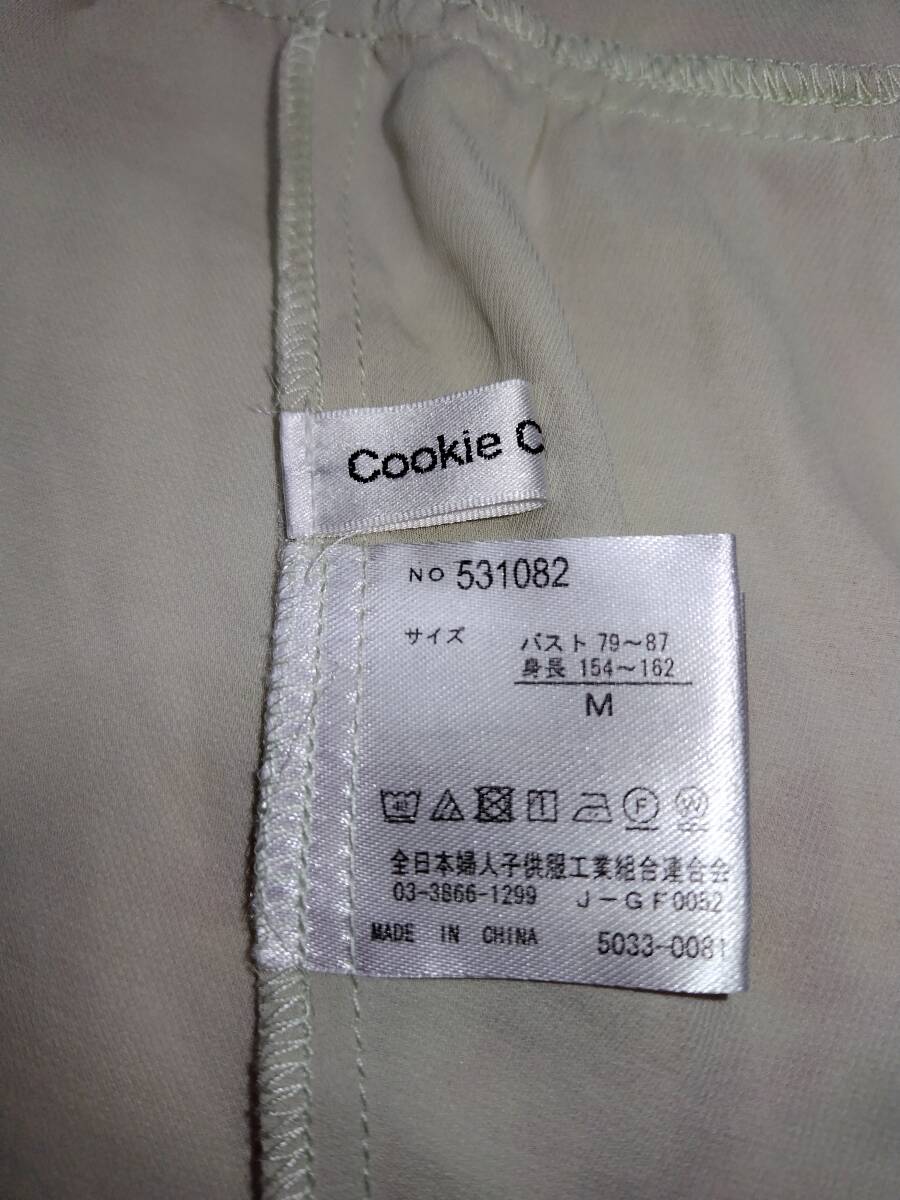 Cookie C
NO 531082
サイズ
バスト 79～87
身長 154～162
M
40
F
W
全日本婦人子供服工業組合連合会
03-3866-1299 J-GF0052
MADE IN CHINA 5033-0081